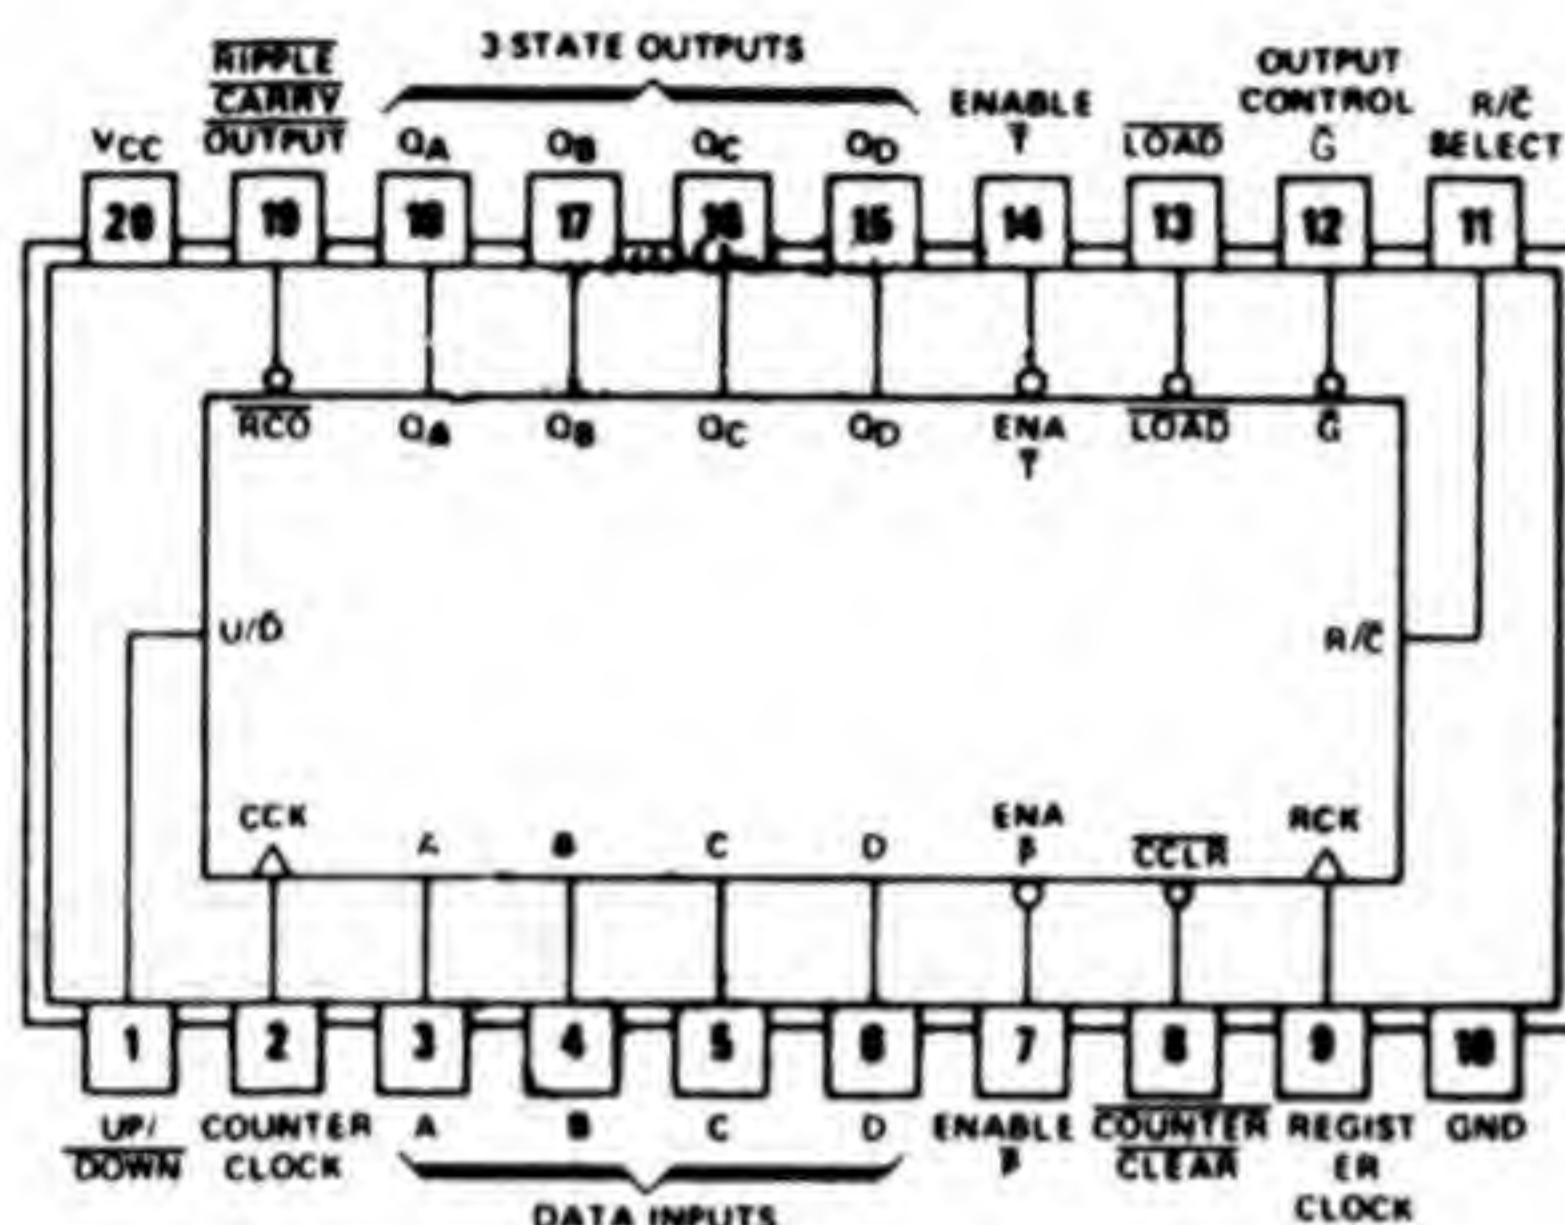 3 STATE OUTPUTS
RIPPLE
CARRY
OUTPUT
OUTPUT
CONTROL
G̅
ENABLE
T̅
R/C̅
SELECT
VCC
QA QB QC QD
LOAD
20 19 18 17 16 15 14 13 12 11
RCO QA QB QC QD ENA LOAD G̅
T̅
U/D̅
R/C̅
CCK A B C D ENA CCLR RCK
P̅
1 2 3 4 5 6 7 8 9 10
UP/ COUNTER A B C D ENABLE COUNTER REGIST GND
DOWN CLOCK P̅ CLEAR ER
CLOCK
DATA INPUTS